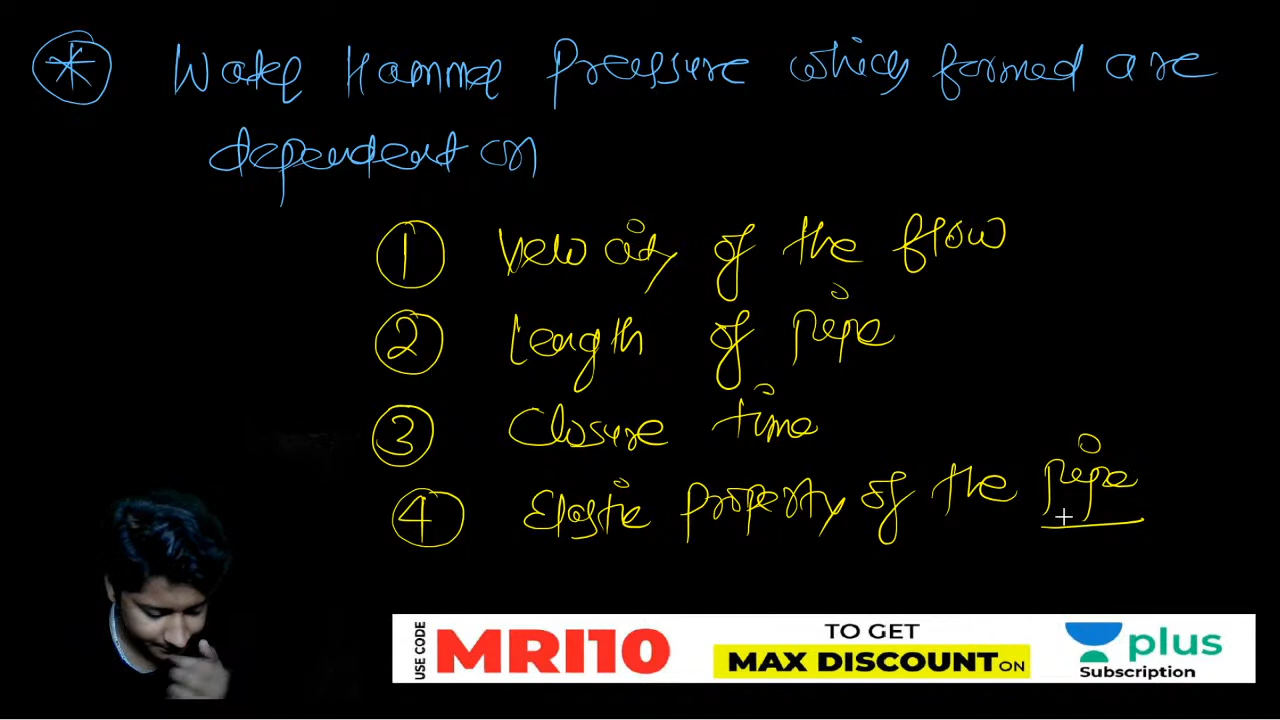 * Water Hammer Pressure which formed are
dependent on
1 Velocity of the flow
2 Length of pipe
3 Closure time
4 Elastic property of the pipe
USE CODE MRI10 TO GET MAX DISCOUNT ON plus Subscription